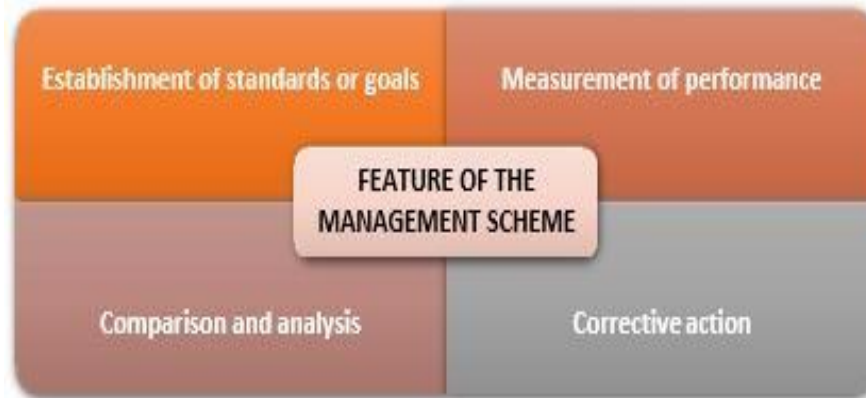 Establishment of standards or goals
Measurement of performance
FEATURE OF THE
MANAGEMENT SCHEME
Comparison and analysis
Corrective action